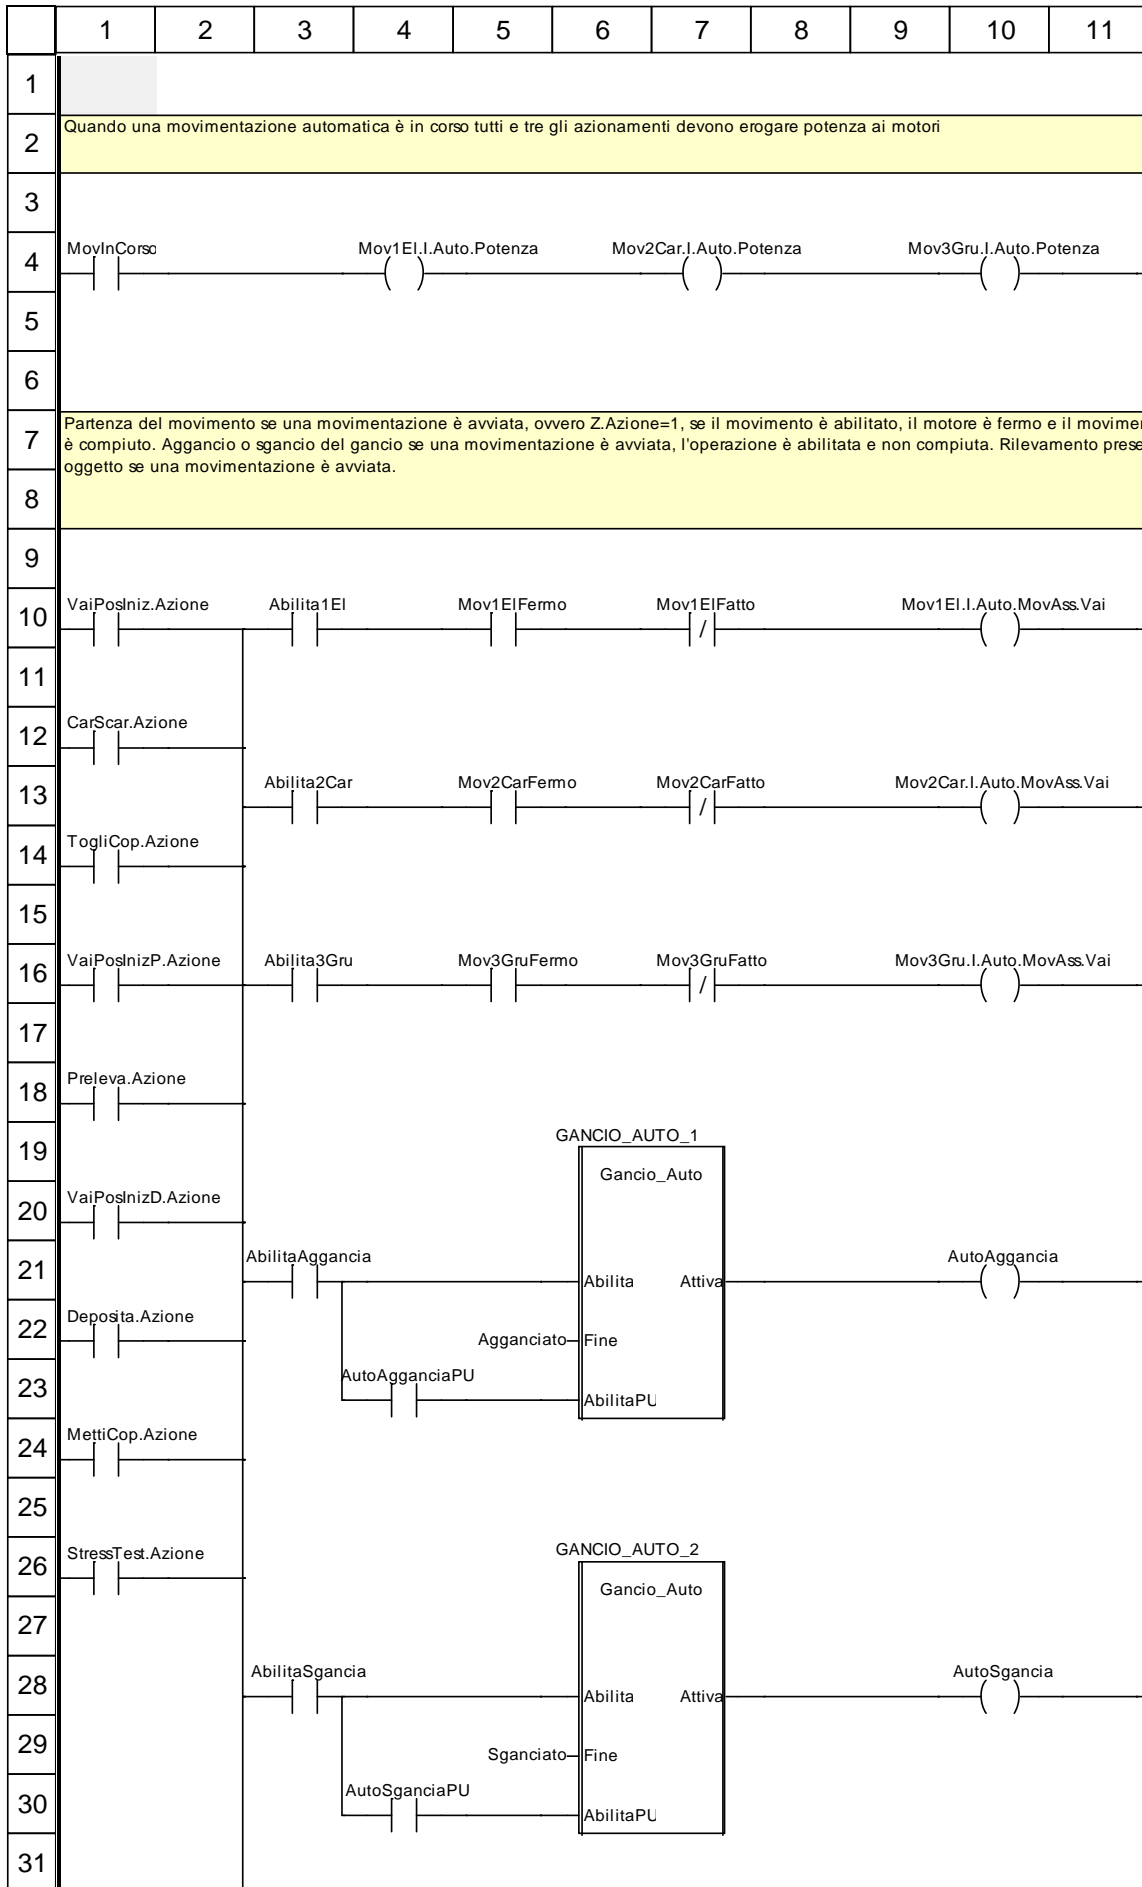 1 2 3 4 5 6 7 8 9 10 11
1
2
Quando una movimentazione automatica è in corso tutti e tre gli azionamenti devono erogare potenza ai motori
3
MovInCorso Mov1El.I.Auto.Potenza Mov2Car.I.Auto.Potenza Mov3Gru.I.Auto.Potenza
4
5
6
Partenza del movimento se una movimentazione è avviata, ovvero Z.Azione=1, se il movimento è abilitato, il motore è fermo e il
7
è compiuto. Aggancio o sgancio del gancio se una movimentazione è avviata, l'operazione è abilitata e non compiuta. Rilevamento
oggetto se una movimentazione è avviata.
8
9
VaiPosIniz.Azione Abilita1El Mov1ElFermo Mov1ElFatto Mov1El.I.Auto.MovAss.Vai
10
/
11
CarScar.Azione
12
Abilita2Car Mov2CarFermo Mov2CarFatto Mov2Car.I.Auto.MovAss.Vai
13
/
TogliCop.Azione
14
15
VaiPosInizP.Azione Abilita3Gru Mov3GruFermo Mov3GruFatto Mov3Gru.I.Auto.MovAss.Vai
16
/
17
Preleva.Azione
18
GANCIO_AUTO_1
19
Gancio_Auto
VaiPosInizD.Azione
20
AbilitaAggancia AutoAggancia
21
Abilita Attiva
Deposita.Azione
22
Agganciato Fine
AutoAgganciaPU
23
AbilitaPU
MettiCop.Azione
24
25
StressTest.Azione GANCIO_AUTO_2
26
Gancio_Auto
27
AbilitaSgancia AutoSgancia
28
Abilita Attiva
29
Sganciato Fine
AutoSganciaPU
30
AbilitaPU
31